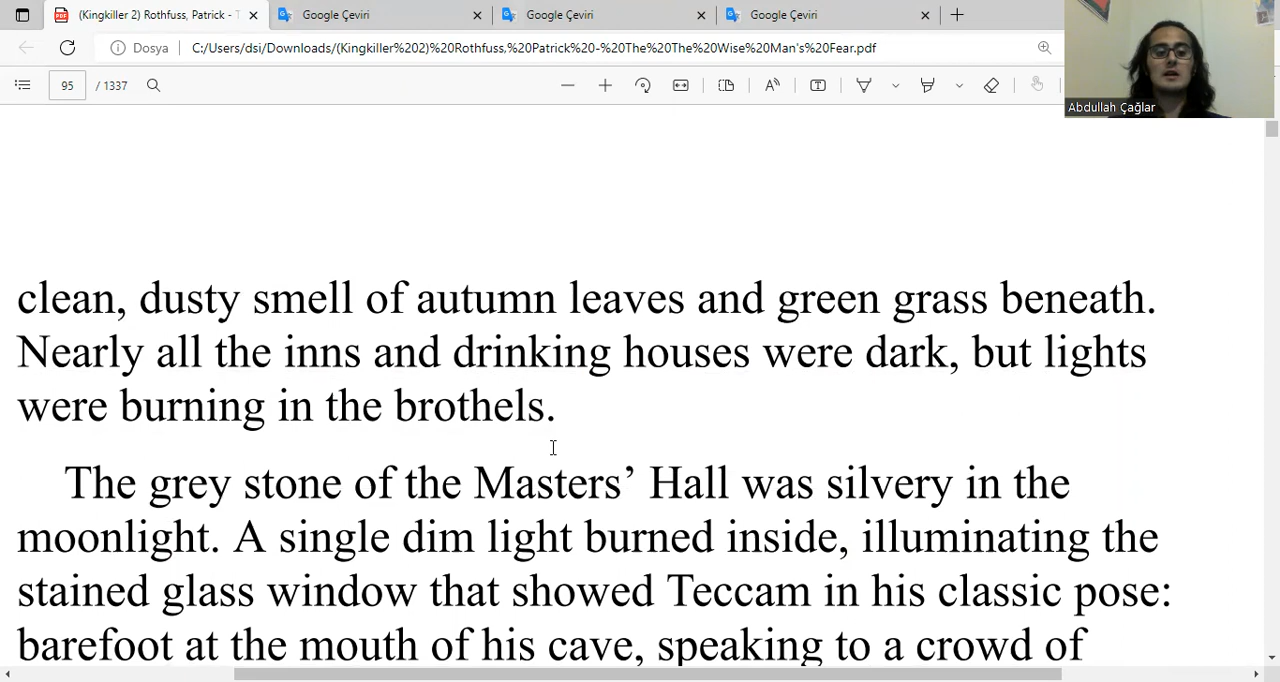 (Kingkiller 2) Rothfuss, Patrick - T
Google Çeviri
Google Çeviri
Google Çeviri
Dosya
C:/Users/dsi/Downloads/(Kingkiller%202)%20Rothfuss,%20Patrick%20-%20The%20The%20Wise%20Man's%20Fear.pdf
95 / 1337
Abdullah Çağlar
clean, dusty smell of autumn leaves and green grass beneath.
Nearly all the inns and drinking houses were dark, but lights
were burning in the brothels.
The grey stone of the Masters’ Hall was silvery in the
moonlight. A single dim light burned inside, illuminating the
stained glass window that showed Teccam in his classic pose:
barefoot at the mouth of his cave, speaking to a crowd of